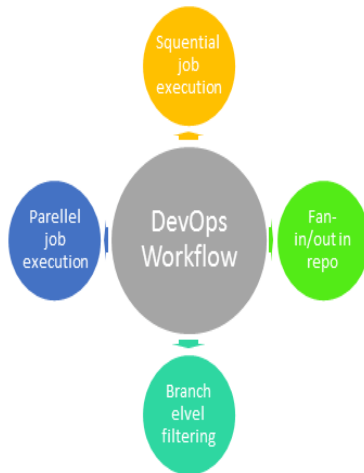 Squential
job
execution
Parellel
job
execution
DevOps
Workflow
Fan-
in/out in
repo
Branch
elvel
filtering